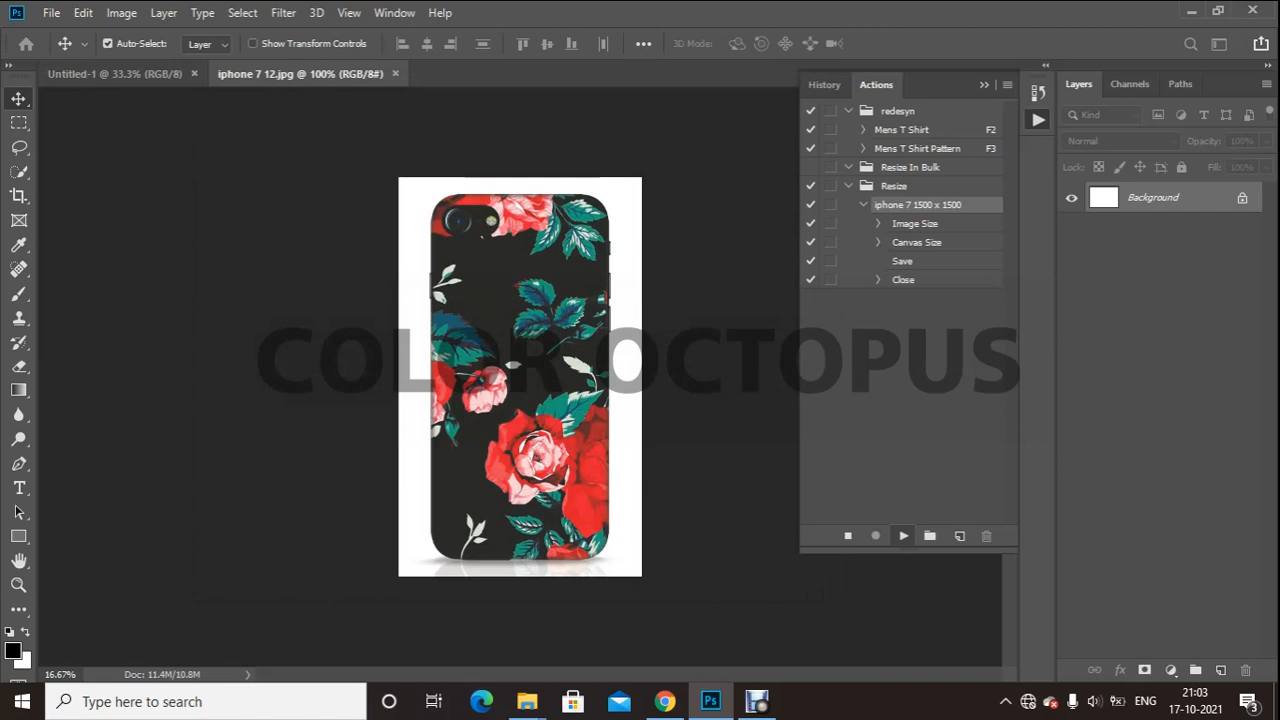 Ps File Edit Image Layer Type Select Filter 3D View Window Help
Auto-Select: Layer Show Transform Controls 3D Mode:
Untitled-1 @ 33.3% (RGB/8) × iphone 7 12.jpg @ 100% (RGB/8#) ×
History Actions
redesyn
Mens T Shirt F2
Mens T Shirt Pattern F3
Resize In Bulk
Resize
iphone 7 1500 x 1500
Image Size
Canvas Size
Save
Close
Layers Channels Paths
Kind
Normal Opacity: 100%
Lock: Fill: 100%
Background
COLOR OCTOPUS
16.67% Doc: 11.4M/10.8M
Type here to search
Ps
ENG
21:03
17-10-2021
3